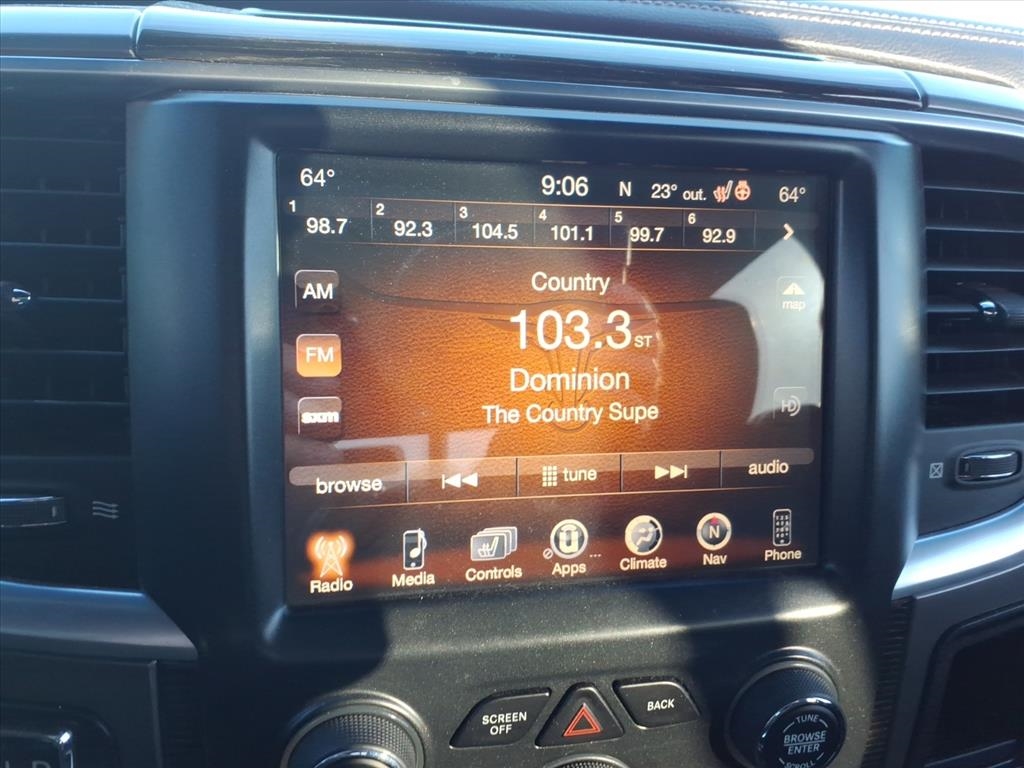 64° 9:06 N 23° out. 64°
1 98.7 2 92.3 3 104.5 4 101.1 5 99.7 6 92.9
AM
FM
sxm
Country
103.3 ST
Dominion
The Country Supe
map
HD
browse tune audio
Radio Media Controls Apps ... Climate N Nav Phone
SCREEN OFF
BACK
TUNE
BROWSE
ENTER
SCROLL